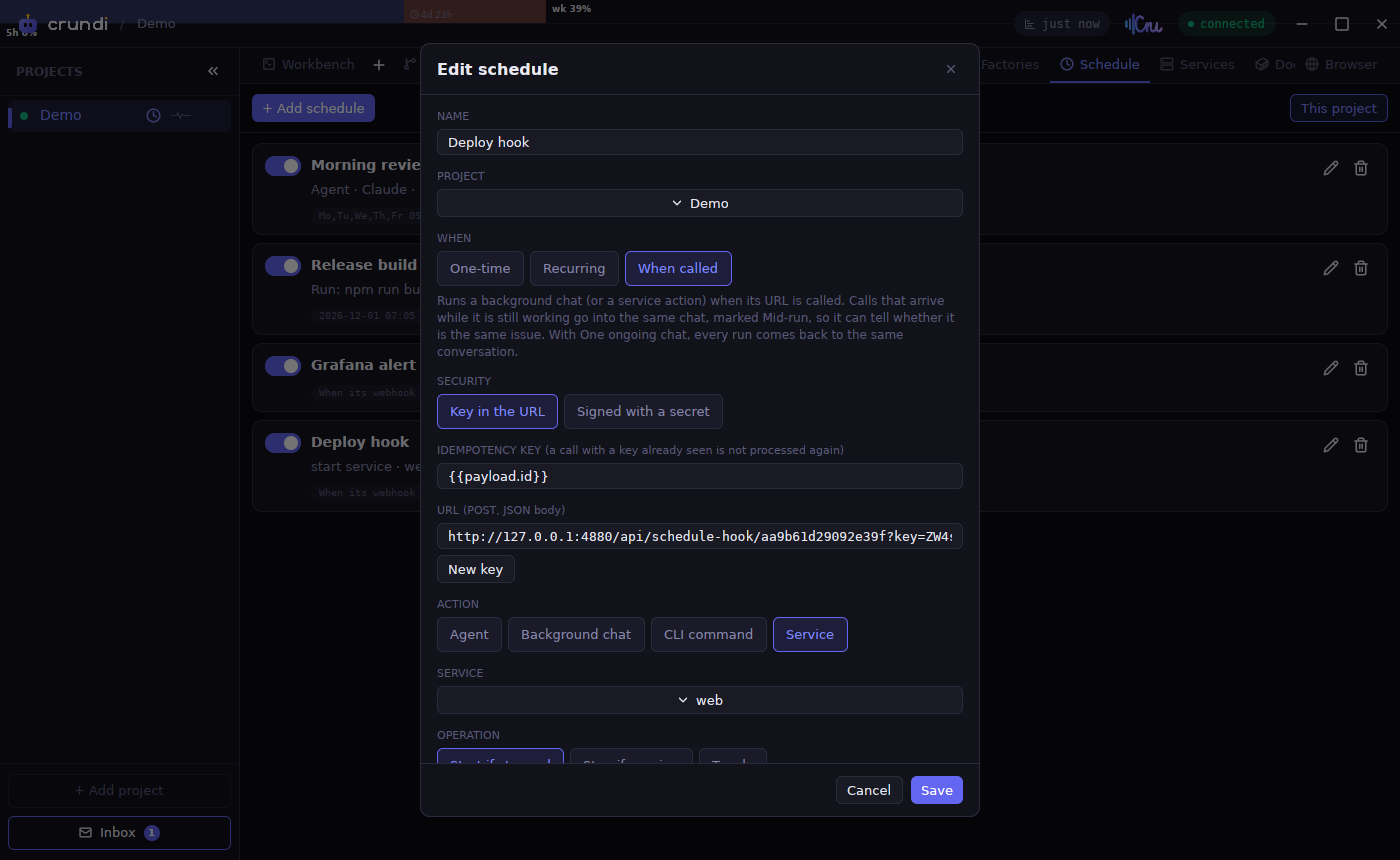 4d 23h
wk 39%
crundi / Demo
just now
Cru
connected
PROJECTS
Workbench
Factories
Schedule
Services
Browser
Demo
+ Add schedule
This project
Morning revie
Agent · Claude ·
Release build
Run: npm run bu
2026-12-01 07:05
Grafana alert
When its webhook
Deploy hook
start service · we
When its webhook
Edit schedule
NAME
Deploy hook
PROJECT
Demo
WHEN
One-time
Recurring
When called
Runs a background chat (or a service action) when its URL is called. Calls that arrive
while it is still working go into the same chat, marked Mid-run, so it can tell whether it
is the same issue. With One ongoing chat, every run comes back to the same
conversation.
SECURITY
Key in the URL
Signed with a secret
IDEMPOTENCY KEY (a call with a key already seen is not processed again)
{{payload.id}}
URL (POST, JSON body)
http://127.0.0.1:4880/api/schedule-hook/aa9b61d29092e39f?key=ZW4
New key
ACTION
Agent
Background chat
CLI command
Service
SERVICE
web
OPERATION
Cancel
Save
+ Add project
Inbox 1